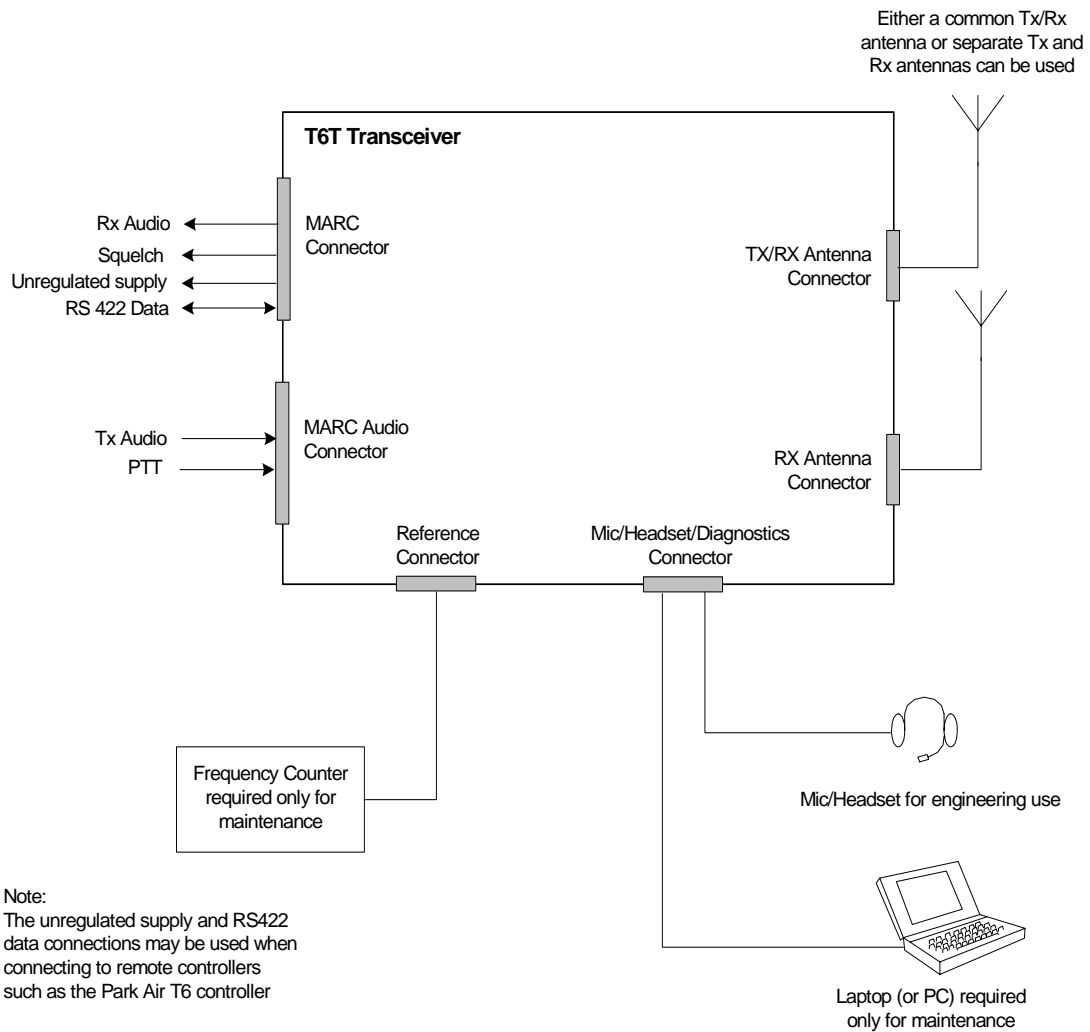 Either a common Tx/Rx
antenna or separate Tx and
Rx antennas can be used
T6T Transceiver
Rx Audio
Squelch
Unregulated supply
RS 422 Data
MARC
Connector
TX/RX Antenna
Connector
Tx Audio
PTT
MARC Audio
Connector
RX Antenna
Connector
Reference
Connector
Mic/Headset/Diagnostics
Connector
Frequency Counter
required only for
maintenance
Mic/Headset for engineering use
Note:
The unregulated supply and RS422
data connections may be used when
connecting to remote controllers
such as the Park Air T6 controller
Laptop (or PC) required
only for maintenance